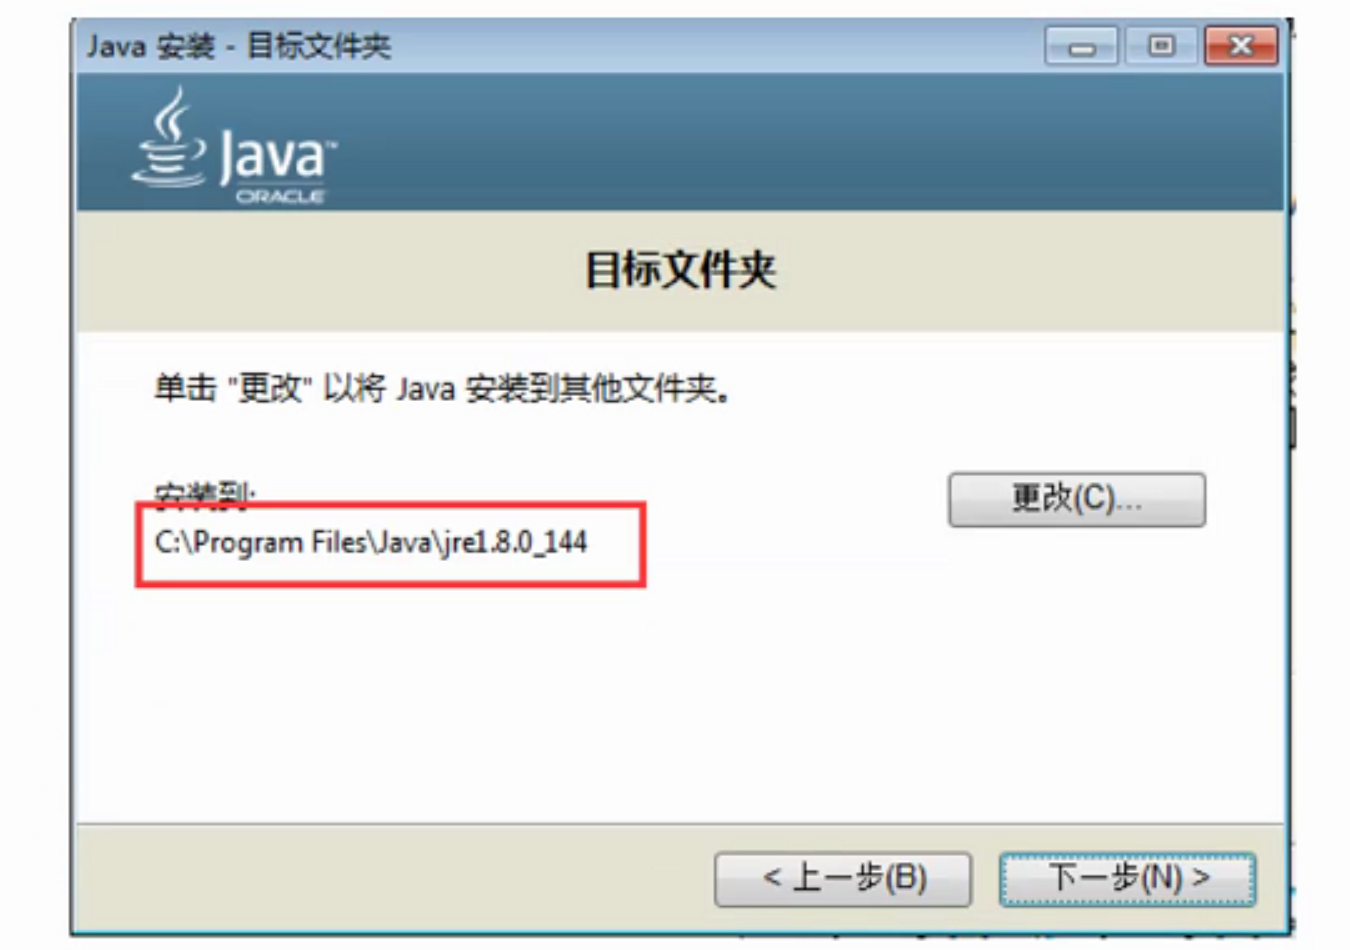 Java 安装 - 目标文件夹
Java™
ORACLE
目标文件夹
单击 "更改" 以将 Java 安装到其他文件夹。
安装到:
更改(C)...
C:\Program Files\Java\jre1.8.0_144
< 上一步(B)
下一步(N) >